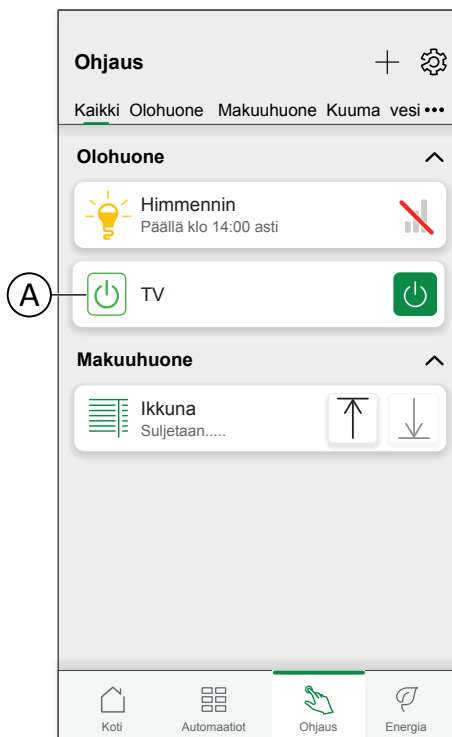 Ohjaus
Kaikki Olohuone Makuuhuone Kuuma vesi •••
Olohuone
Himmennin
Päällä klo 14:00 asti
A
TV
Makuuhuone
Ikkuna
Suljetaan.....
Koti Automaatiot Ohjaus Energia